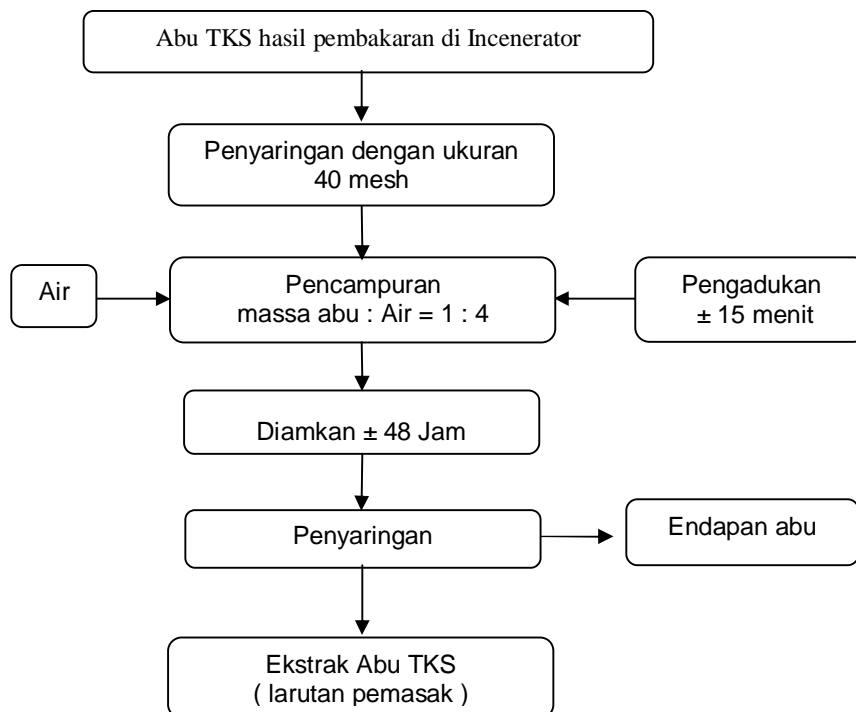 Abu TKS hasil pembakaran di Incenerator
Penyaringan dengan ukuran
40 mesh
Air
Pencampuran
massa abu : Air = 1 : 4
Pengadukan
± 15 menit
Diamkan ± 48 Jam
Penyaringan
Endapan abu
Ekstrak Abu TKS
( larutan pemasak )